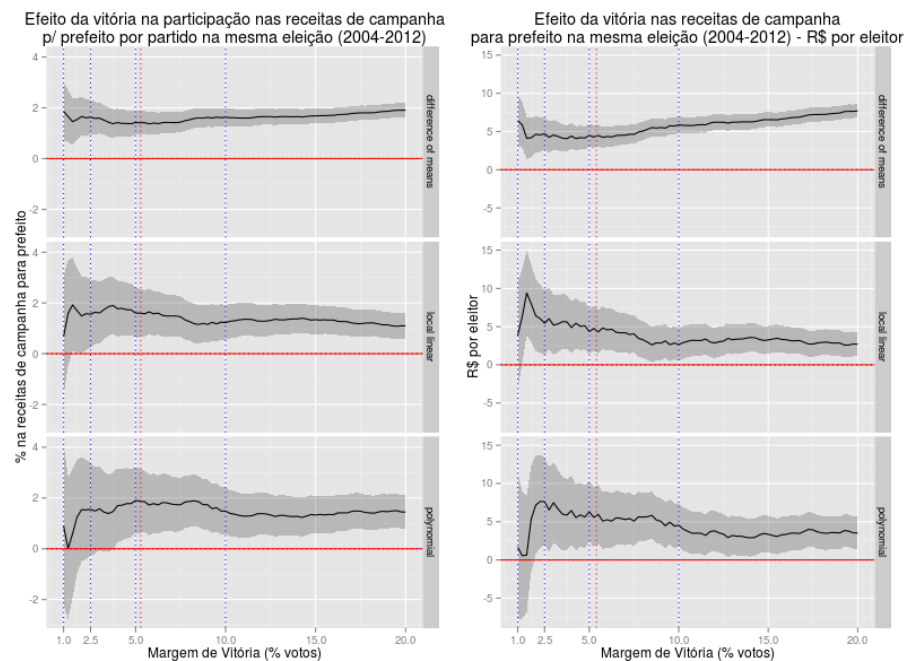 Efeito da vitória na participação nas receitas de campanha
p/ prefeito por partido na mesma eleição (2004-2012)
% na receitas de campanha para prefeito
4
2
0
-2
difference of means
4
2
0
-2
local linear
4
2
0
-2
polynomial
1.0 2.5 5.0 10.0 15.0 20.0
Margem de Vitória (% votos)
Efeito da vitória nas receitas de campanha
para prefeito na mesma eleição (2004-2012) - R$ por eleitor
R$ por eleitor
15
10
5
0
-5
difference of means
15
10
5
0
-5
local linear
15
10
5
0
-5
polynomial
1.0 2.5 5.0 10.0 15.0 20.0
Margem de Vitória (% votos)